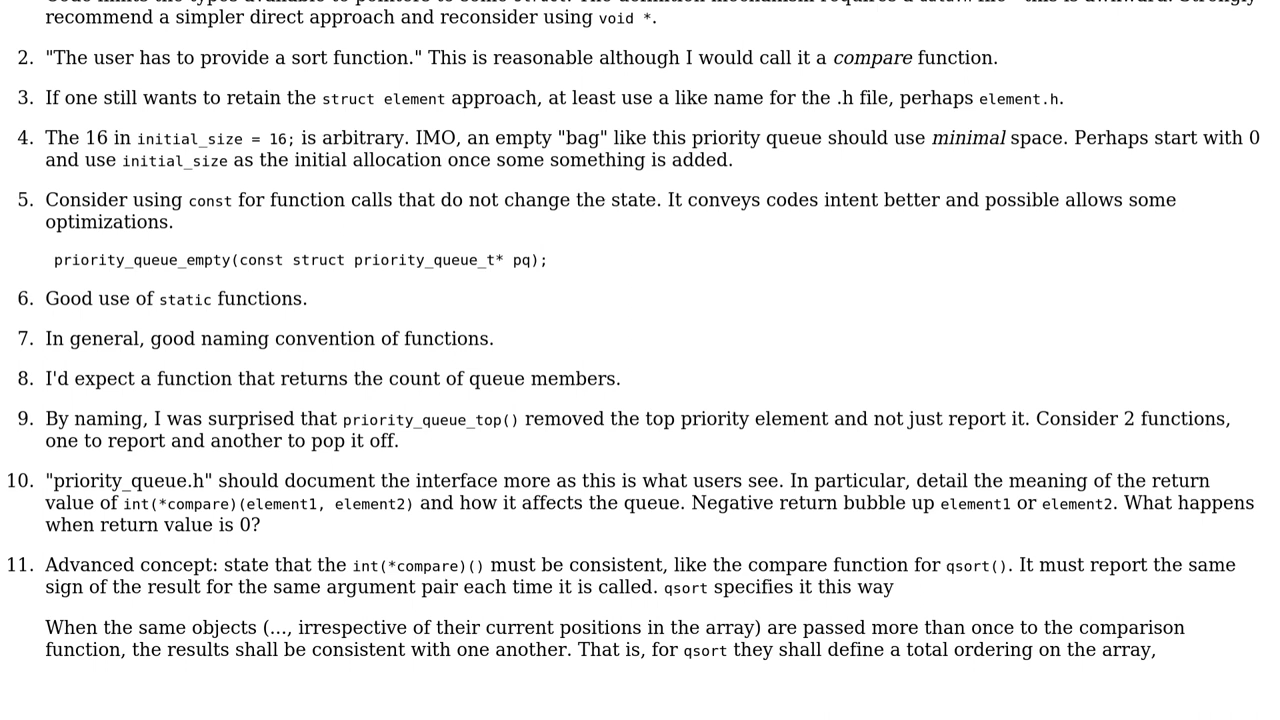 recommend a simpler direct approach and reconsider using void *.
2. "The user has to provide a sort function." This is reasonable although I would call it a compare function.
3. If one still wants to retain the struct element approach, at least use a like name for the .h file, perhaps element.h.
4. The 16 in initial_size = 16; is arbitrary. IMO, an empty "bag" like this priority queue should use minimal space. Perhaps start with 0
and use initial_size as the initial allocation once some something is added.
5. Consider using const for function calls that do not change the state. It conveys codes intent better and possible allows some
optimizations.
priority_queue_empty(const struct priority_queue_t* pq);
6. Good use of static functions.
7. In general, good naming convention of functions.
8. I'd expect a function that returns the count of queue members.
9. By naming, I was surprised that priority_queue_top() removed the top priority element and not just report it. Consider 2 functions,
one to report and another to pop it off.
10. "priority_queue.h" should document the interface more as this is what users see. In particular, detail the meaning of the return
value of int(*compare)(element1, element2) and how it affects the queue. Negative return bubble up element1 or element2. What happens
when return value is 0?
11. Advanced concept: state that the int(*compare)() must be consistent, like the compare function for qsort(). It must report the same
sign of the result for the same argument pair each time it is called. qsort specifies it this way
When the same objects (..., irrespective of their current positions in the array) are passed more than once to the comparison
function, the results shall be consistent with one another. That is, for qsort they shall define a total ordering on the array,